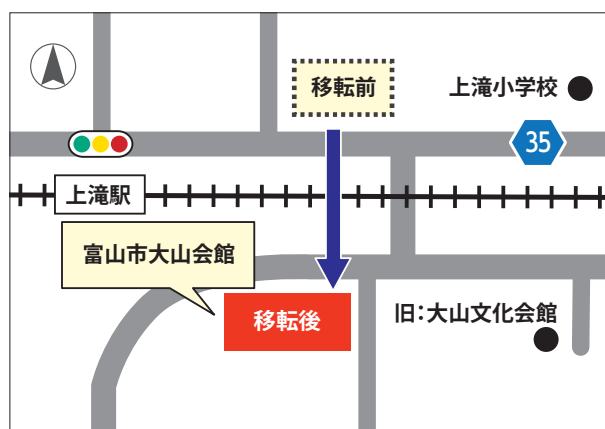 移転前
上滝小学校
35
上滝駅
富山市大山会館
移転後
旧：大山文化会館